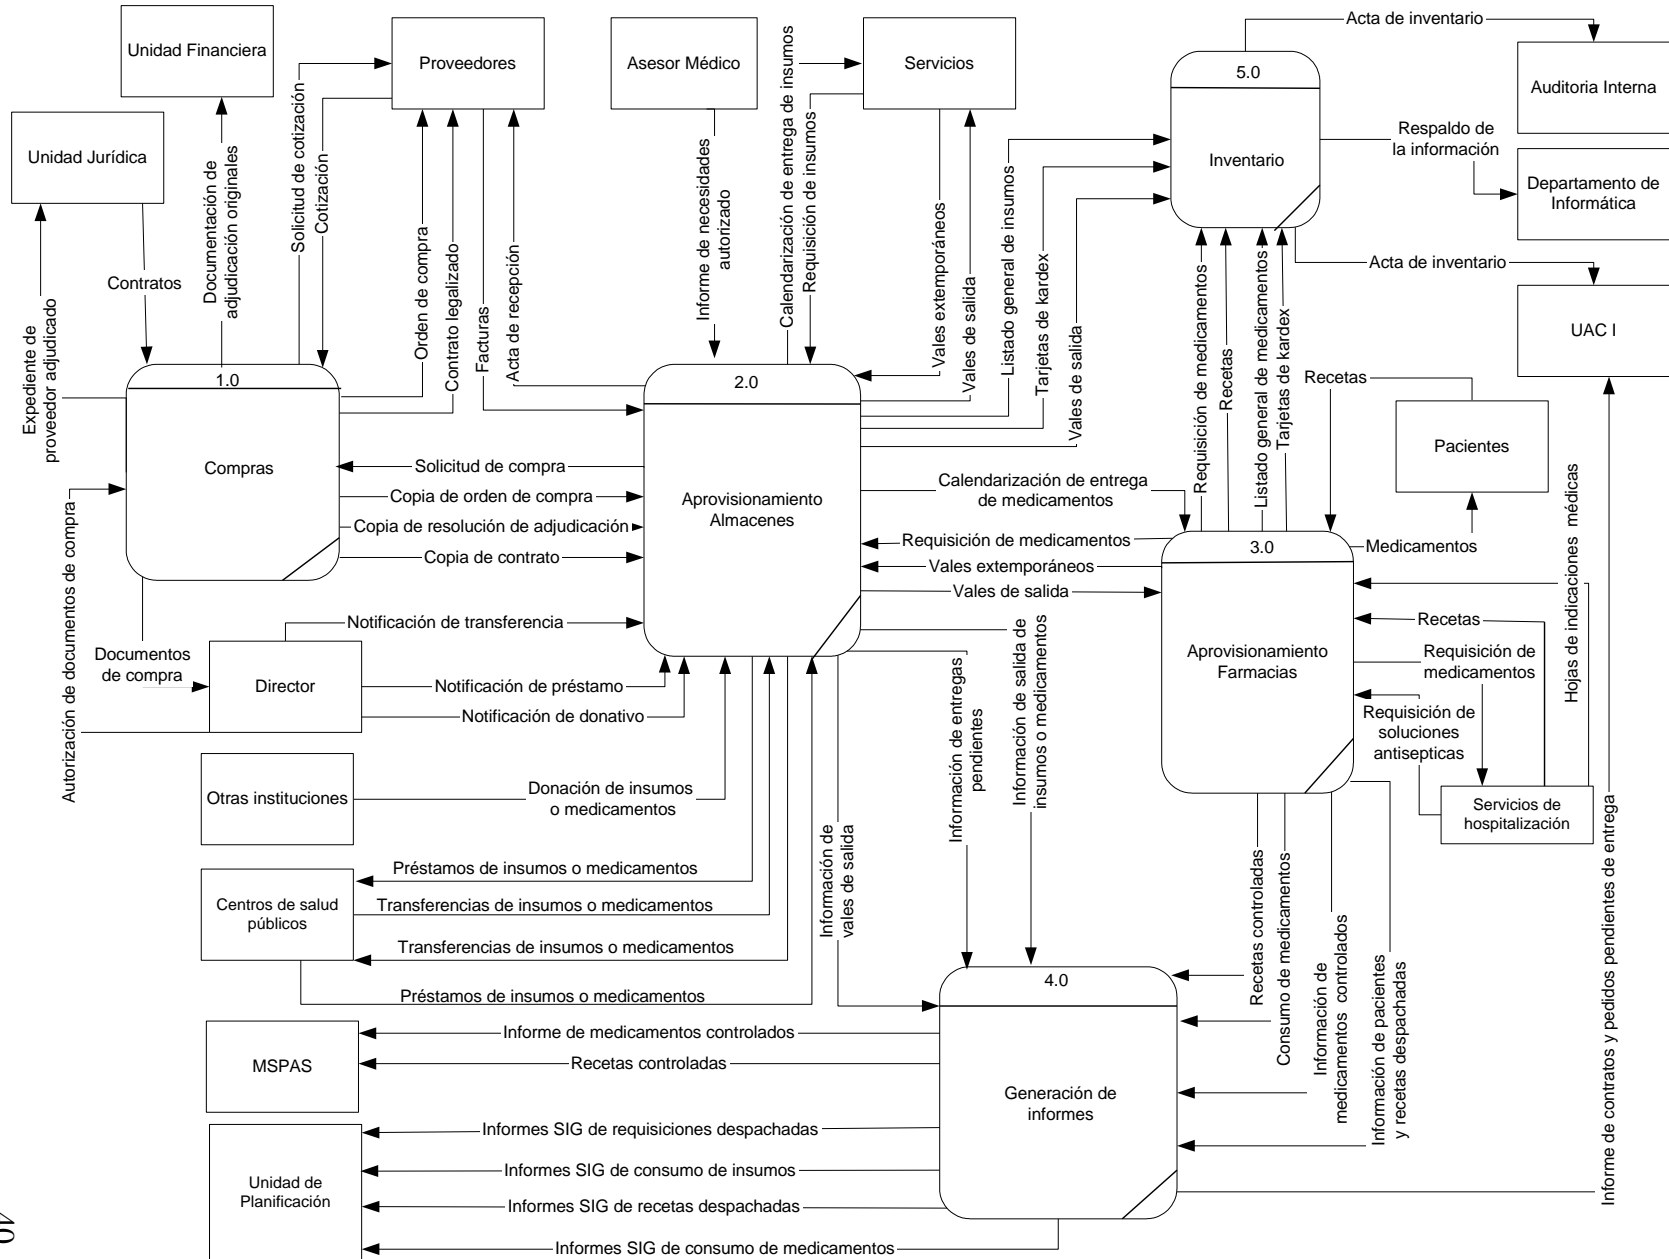 Unidad Financiera
Proveedores
Asesor Médico
Servicios
Acta de inventario
5.0
Auditoria Interna
Unidad Jurídica
Solicitud de cotización
Cotización
Calendarización de entrega de insumos
Requisición de insumos
Respaldo de
la información
Inventario
Departamento de
Informática
Documentación de
adjudicación originales
Orden de compra
Contrato legalizado
Facturas
Acta de recepción
Informe de necesidades
autorizado
Vales extemporáneos
Vales de salida
Listado general de insumos
Tarjetas de kardex
Vales de salida
Contratos
Expediente de
proveedor adjudicado
Requisición de medicamentos
Recetas
Listado general de medicamentos
Tarjetas de kardex
Acta de inventario
UAC I
1.0
Compras
2.0
Aprovisionamiento
Almacenes
Recetas
Pacientes
Solicitud de compra
Copia de orden de compra
Copia de resolución de adjudicación
Copia de contrato
Calendarización de entrega
de medicamentos
Requisición de medicamentos
Vales extemporáneos
Vales de salida
3.0
Aprovisionamiento
Farmacias
Medicamentos
Hojas de indicaciones médicas
Recetas
Requisición de
medicamentos
Requisición de
soluciones
antisepticas
Servicios de
hospitalización
Autorización de documentos de compra
Documentos
de compra
Notificación de transferencia
Director
Notificación de préstamo
Notificación de donativo
Otras instituciones
Donación de insumos
o medicamentos
Información de
vales de salida
Información de entregas
pendientes
Información de salida de
insumos o medicamentos
Centros de salud
públicos
Préstamos de insumos o medicamentos
Transferencias de insumos o medicamentos
Transferencias de insumos o medicamentos
Préstamos de insumos o medicamentos
Recetas controladas
Consumo de medicamentos
Información de
medicamentos controlados
Información de pacientes
y recetas despachadas
Informe de contratos y pedidos pendientes de entrega
4.0
Generación de
informes
MSPAS
Informe de medicamentos controlados
Recetas controladas
Unidad de
Planificación
Informes SIG de requisiciones despachadas
Informes SIG de consumo de insumos
Informes SIG de recetas despachadas
Informes SIG de consumo de medicamentos